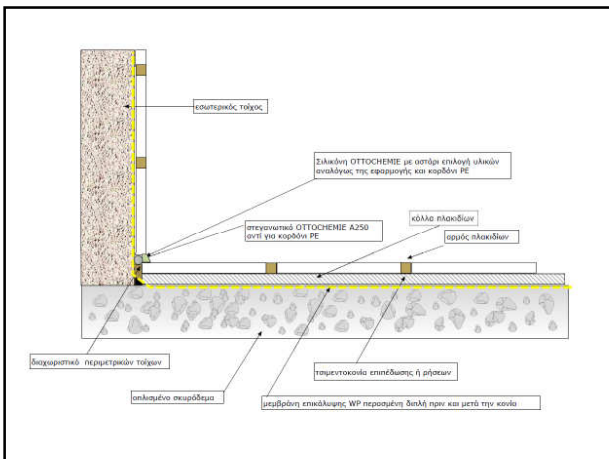 εσωτερικός τοίχος
Σιλικόνη OTTOCHEMIE με αστάρι επιλογή υλικών
αναλόγως της εφαρμογής και κορδόνι PE
στεγανωτικό OTTOCHEMIE A250
αντί για κορδόνι PE
κόλλα πλακιδίων
αρμός πλακιδίων
διαχωριστικό περιμετρικών τοίχων
τσιμεντοκονία επιπέδωσης ή ρήσεων
οπλισμένο σκυρόδεμα
μεμβράνη επικάλυψης WP περασμένη διπλή πριν και μετά την κονία